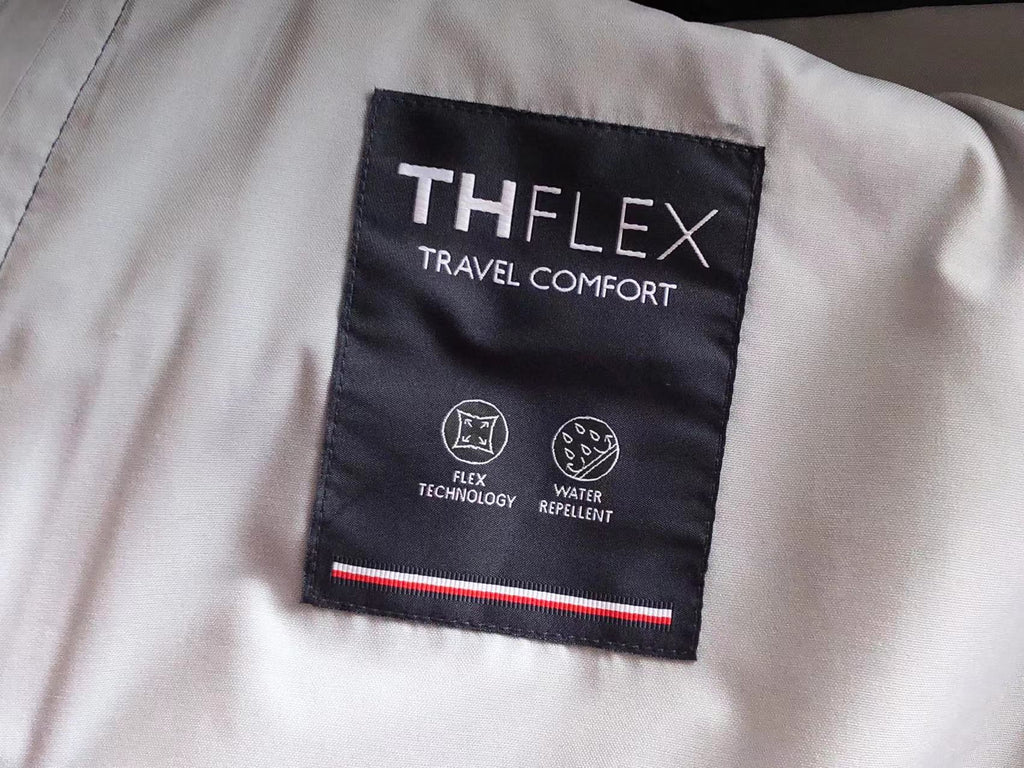 THFLEX
TRAVEL COMFORT
FLEX
TECHNOLOGY
WATER
REPELLENT